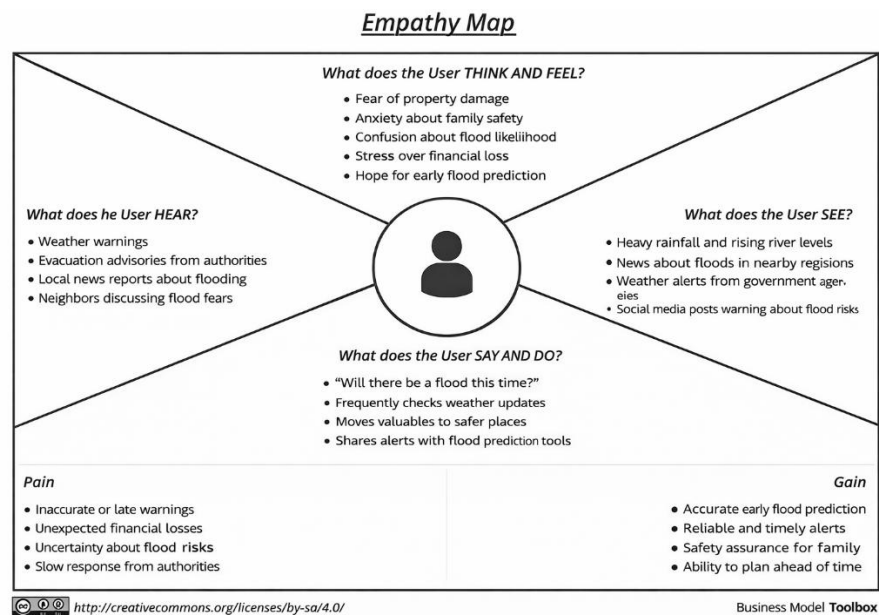 Empathy Map
What does the User THINK AND FEEL?
• Fear of property damage
• Anxiety about family safety
• Confusion about flood likeliihood
• Stress over financial loss
• Hope for early flood prediction
What does he User HEAR?
• Weather warnings
• Evacuation advisories from authorities
• Local news reports about flooding
• Neighbors discussing flood fears
What does the User SEE?
• Heavy rainfall and rising river levels
• News about floods in nearby regisions
• Weather alerts from government ager-
eies
• Social media posts warning about flood risks
What does the User SAY AND DO?
• “Will there be a flood this time?”
• Frequently checks weather updates
• Moves valuables to safer places
• Shares alerts with flood prediction tools
Pain
• Inaccurate or late warnings
• Unexpected financial losses
• Uncertainty about flood risks
• Slow response from authorities
Gain
• Accurate early flood prediction
• Reliable and timely alerts
• Safety assurance for family
• Ability to plan ahead of time
http://creativecommons.org/licenses/by-sa/4.0/
Business Model Toolbox